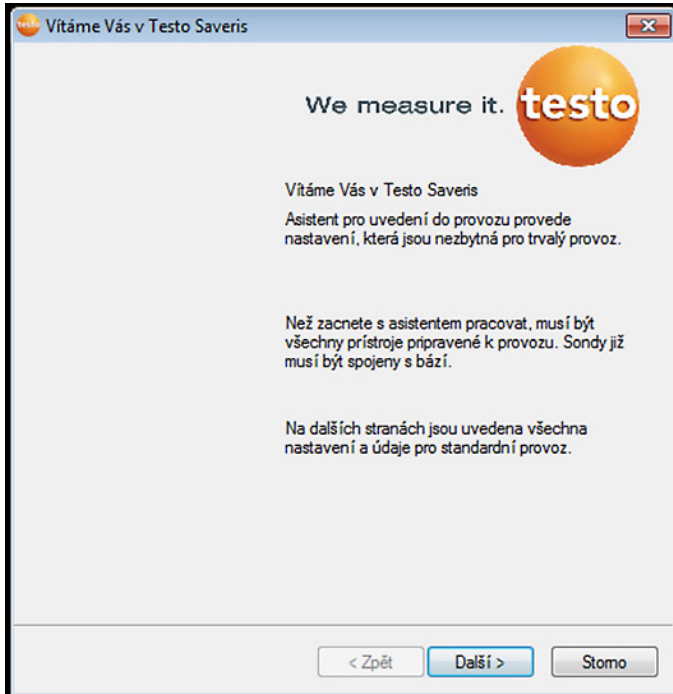 Vítáme Vás v Testo Saveris
We measure it. testo
Vítáme Vás v Testo Saveris
Asistent pro uvedení do provozu provede
nastavení, která jsou nezbytná pro trvalý provoz.
Než zacnete s asistentem pracovat, musí být
všechny prístroje pripravené k provozu. Sondy již
musí být spojeny s bází.
Na dalších stranách jsou uvedena všechna
nastavení a údaje pro standardní provoz.
< Zpět Další > Storno